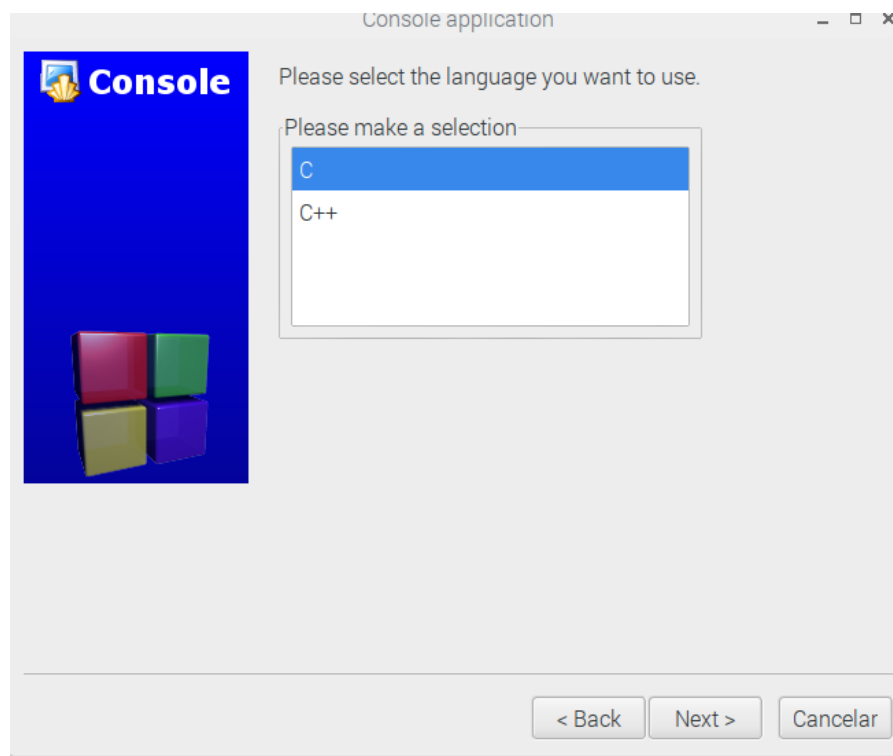 Console application
Console
Please select the language you want to use.
Please make a selection
C
C++
< Back
Next >
Cancelar